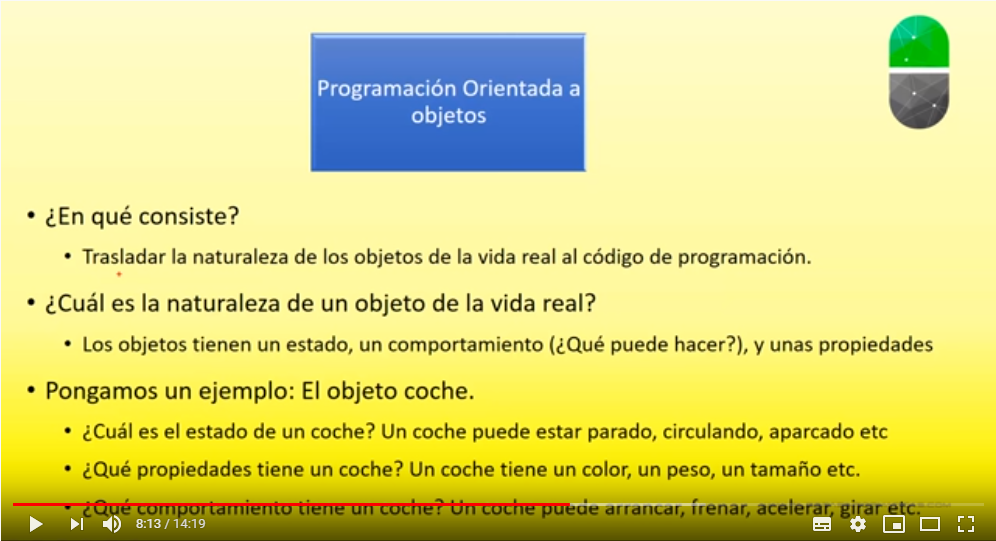 Programación Orientada a
objetos
• ¿En qué consiste?
• Trasladar la naturaleza de los objetos de la vida real al código de programación.
• ¿Cuál es la naturaleza de un objeto de la vida real?
• Los objetos tienen un estado, un comportamiento (¿Qué puede hacer?), y unas propiedades
• Pongamos un ejemplo: El objeto coche.
• ¿Cuál es el estado de un coche? Un coche puede estar parado, circulando, aparcado etc
• ¿Qué propiedades tiene un coche? Un coche tiene un color, un peso, un tamaño etc.
• ¿Qué comportamiento tiene un coche? Un coche puede arrancar, frenar, acelerar, girar etc.
8:13 / 14:19